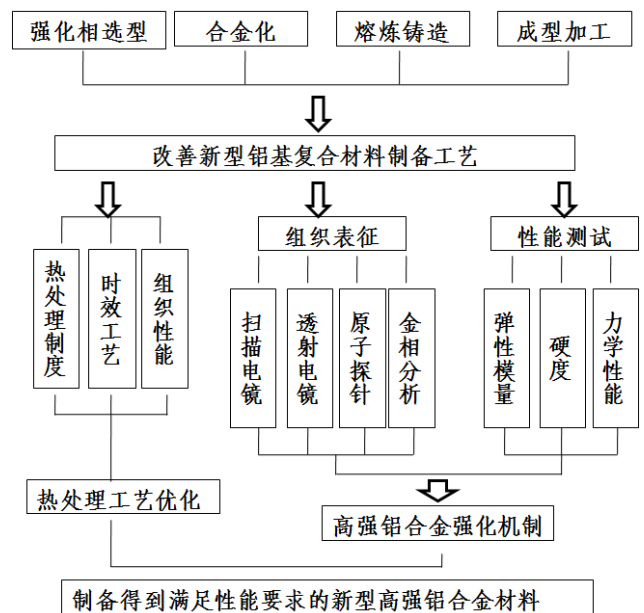 强化相选型
合金化
熔炼铸造
成型加工
改善新型铝基复合材料制备工艺
组织表征
性能测试
热处理制度
时效工艺
组织性能
扫描电镜
透射电镜
原子探针
金相分析
弹性模量
硬度
力学性能
热处理工艺优化
高强铝合金强化机制
制备得到满足性能要求的新型高强铝合金材料